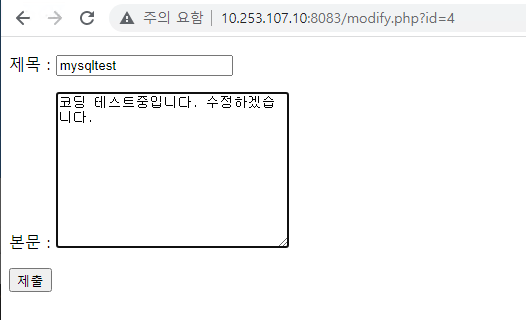 주의 요함 | 10.253.107.10:8083/modify.php?id=4
제목 : mysqltest
코딩 테스트중입니다. 수정하겠습
니다.
본문 :
제출